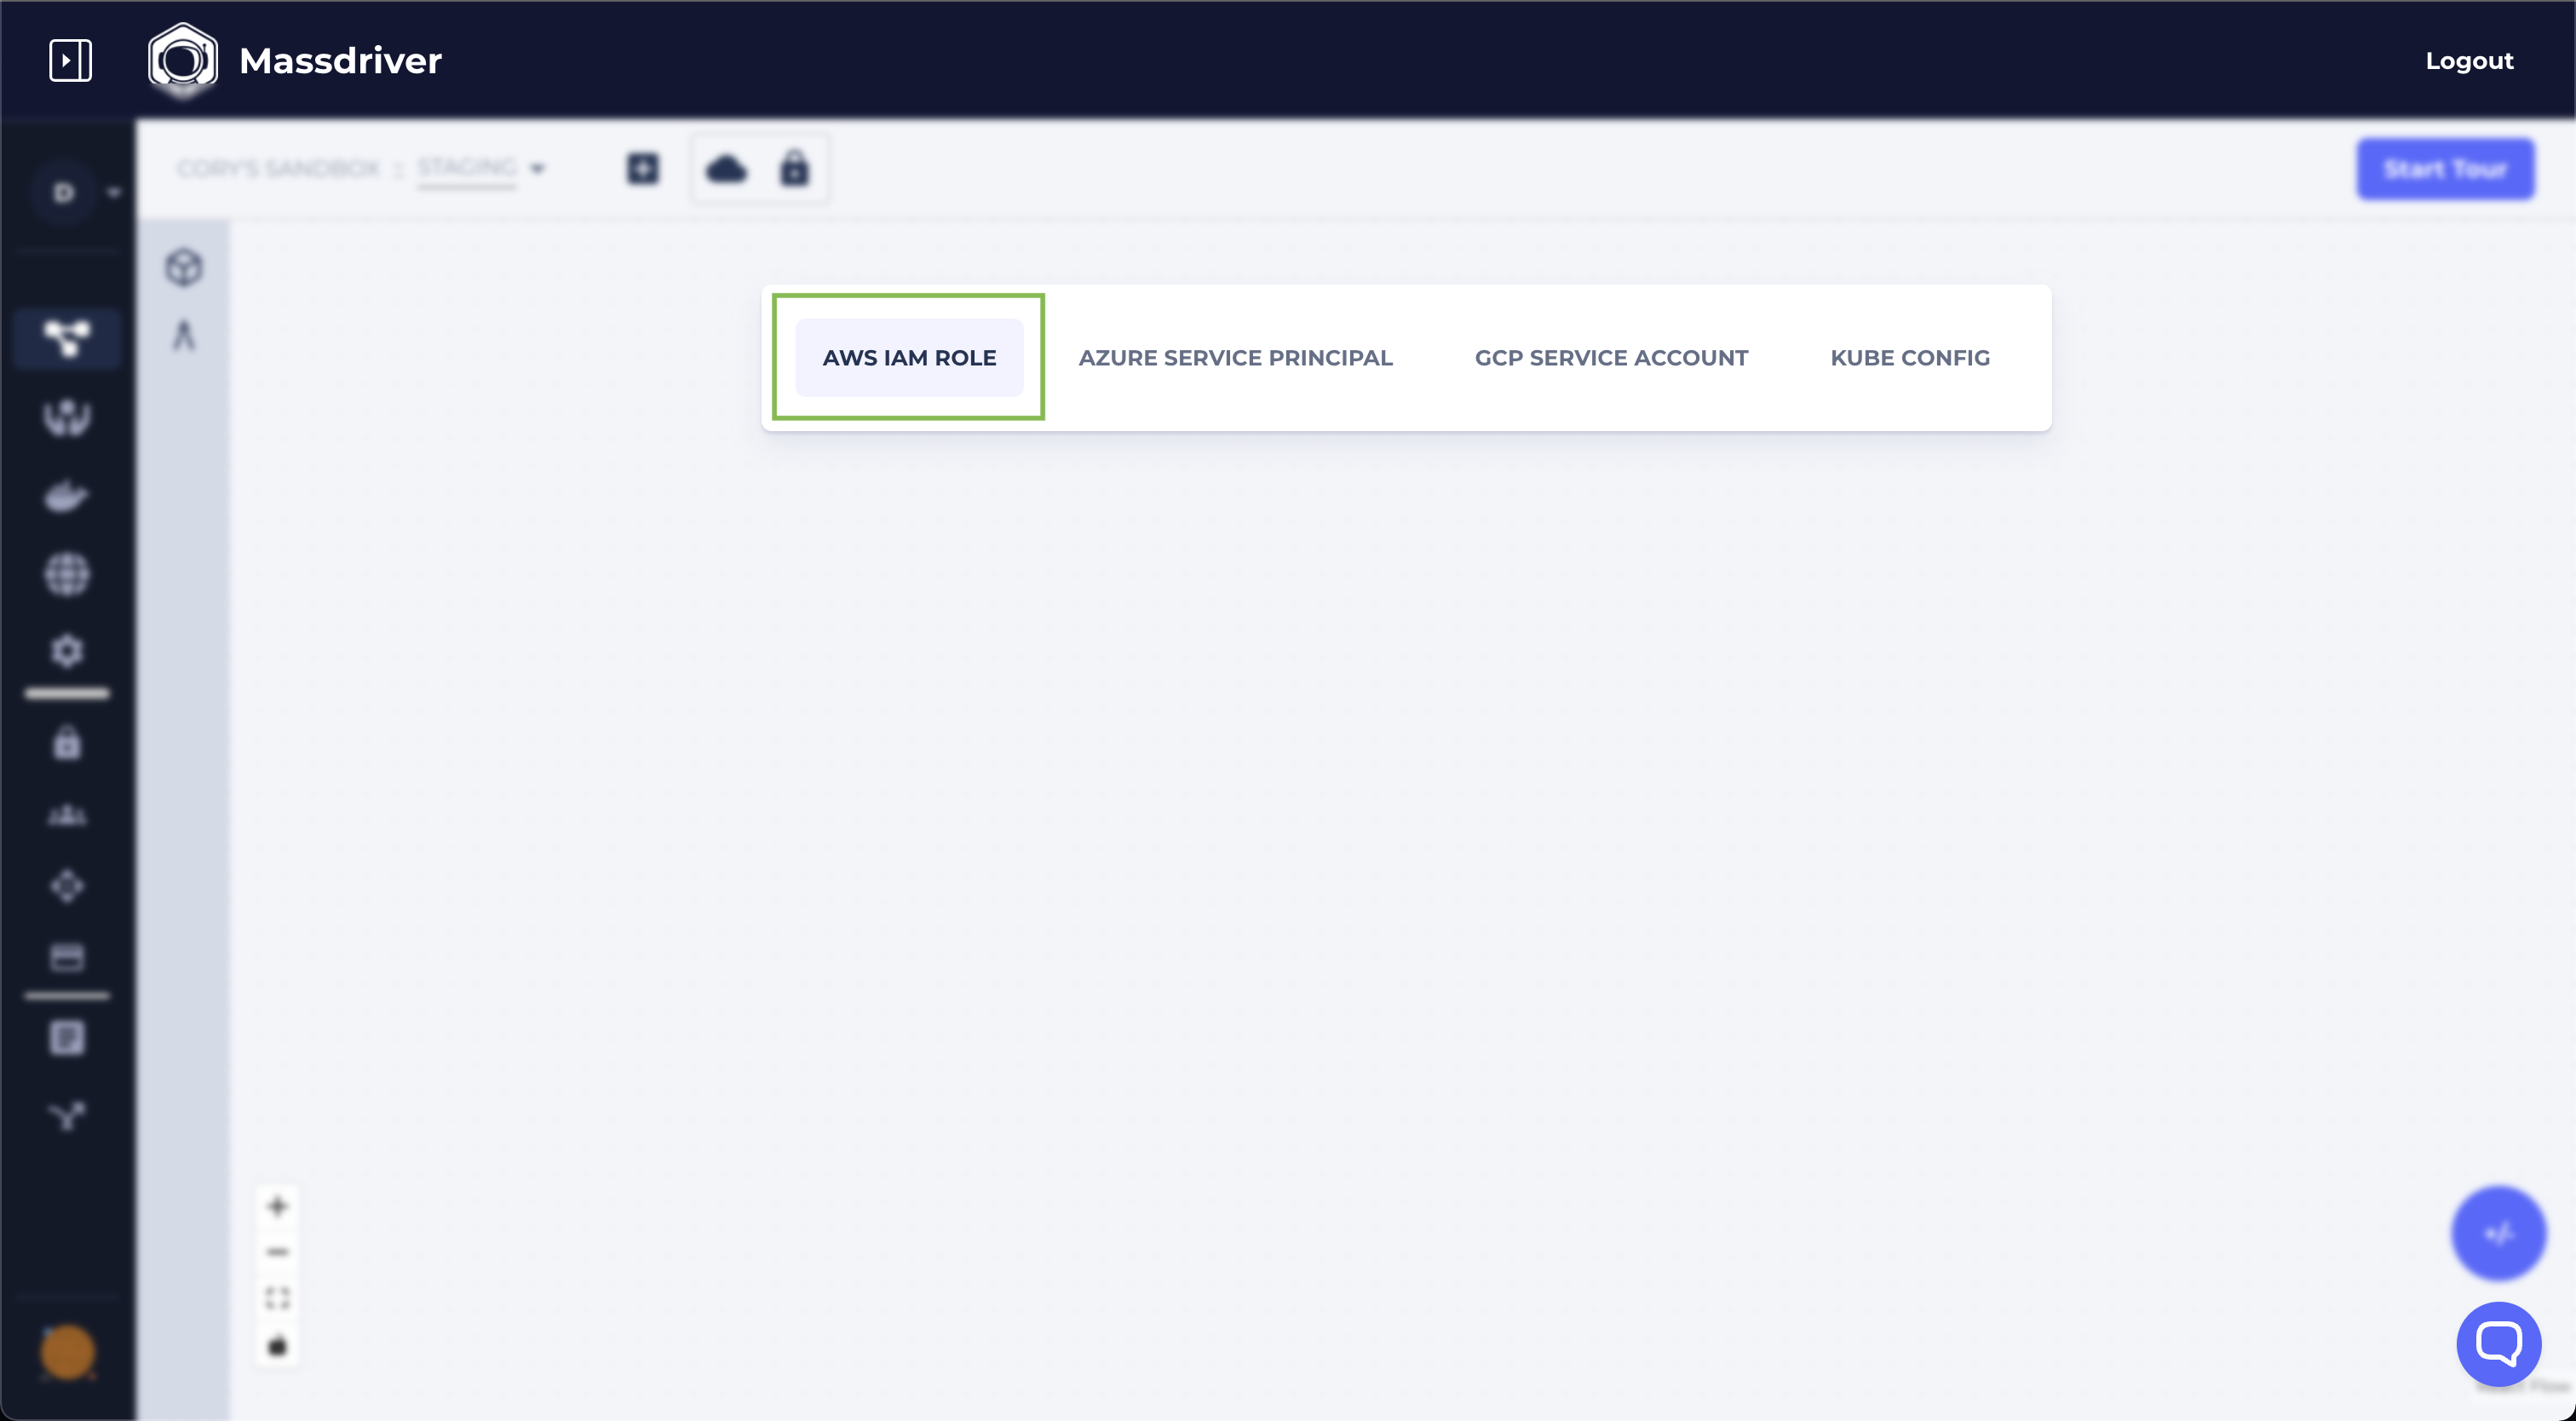 Massdriver
Logout
D
CORY'S SANDBOX :: STAGING
Start Tour
AWS IAM ROLE
AZURE SERVICE PRINCIPAL
GCP SERVICE ACCOUNT
KUBE CONFIG
+/-